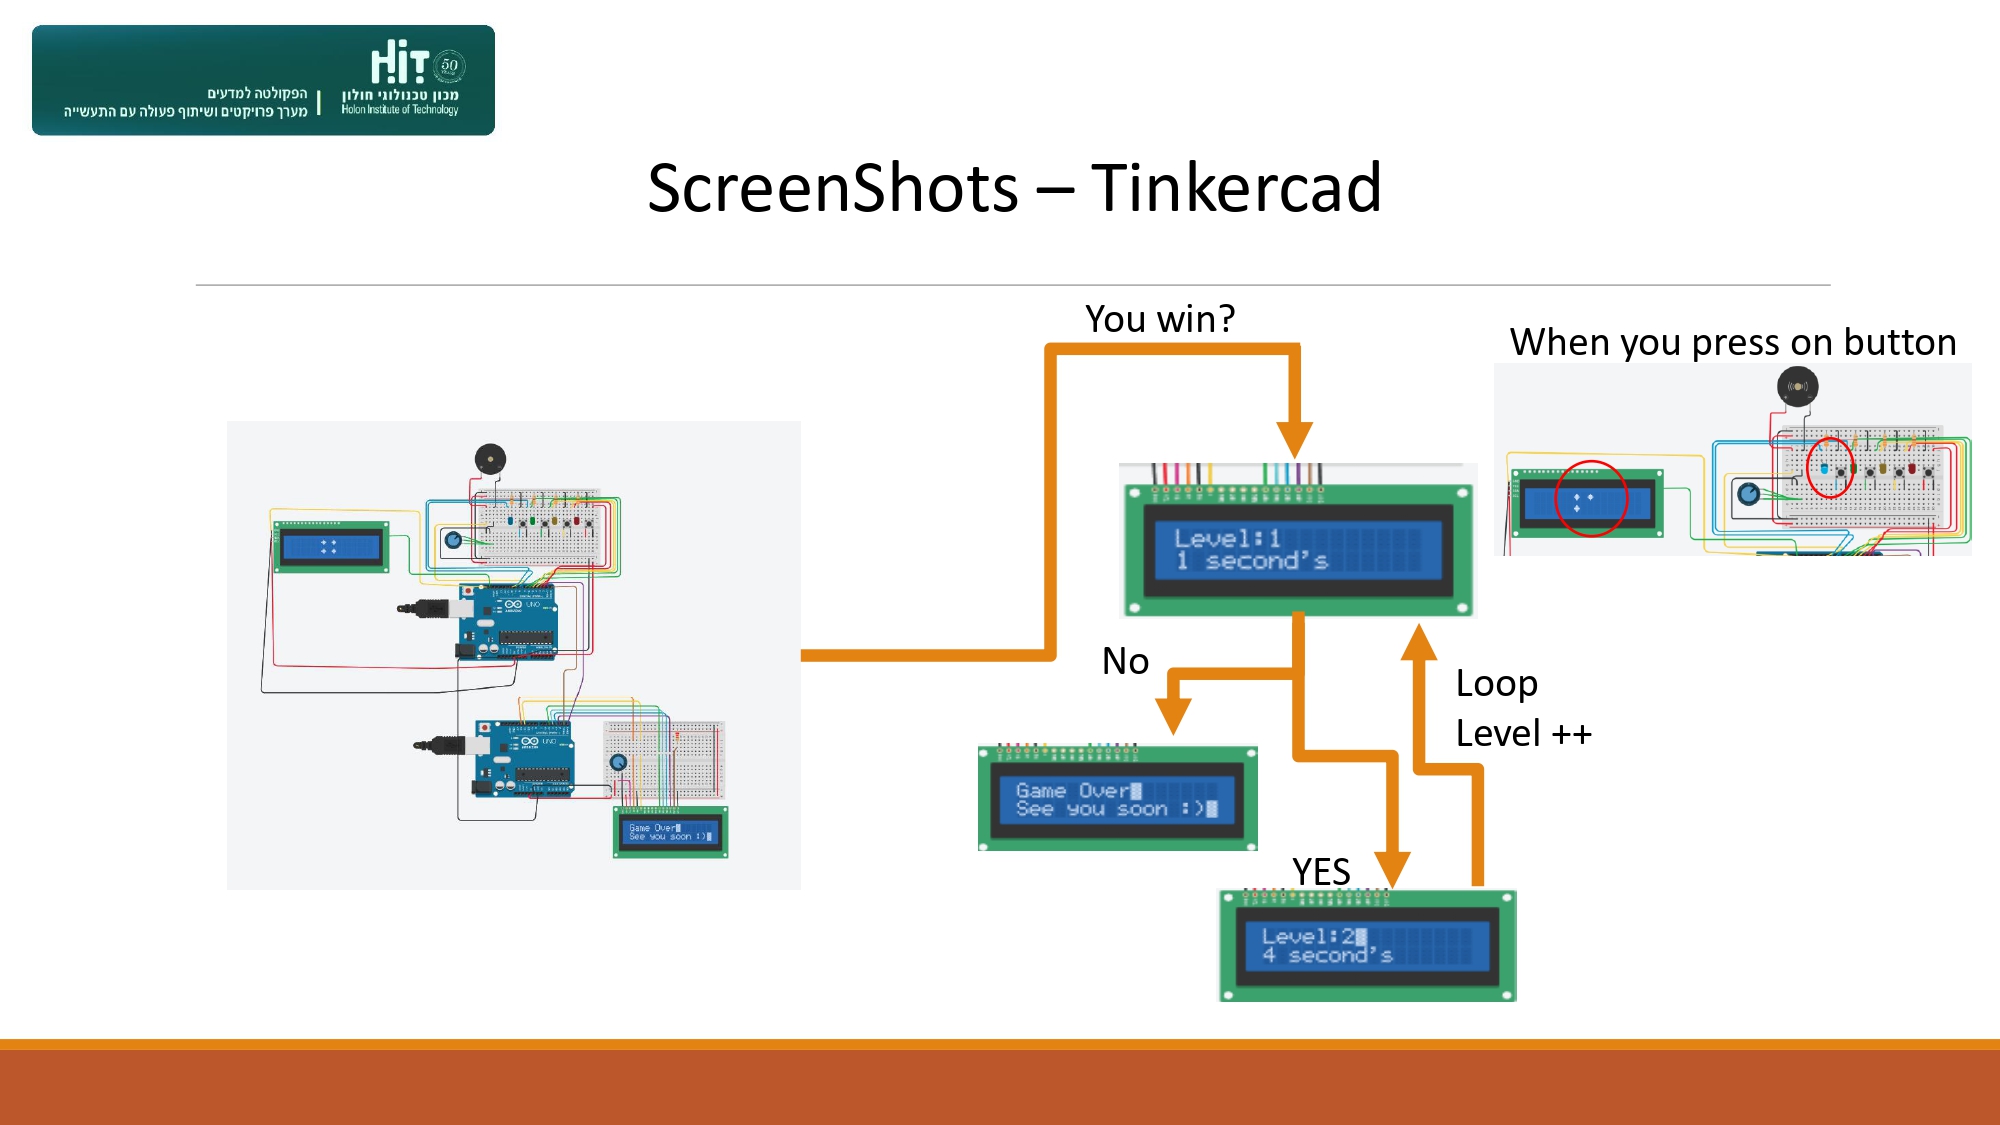 HiT
50
מכון טכנולוגי חולון
Holon Institute of Technology
הפקולטה למדעים
מערך פרויקטים ושיתוף פעולה עם התעשייה
ScreenShots – Tinkercad
You win?
When you press on button
Level:1
1 second's
No
Loop
Level ++
Game Over
See you soon :)
YES
Level:2
4 second's
UNO
UNO
Game Over
See you soon :)